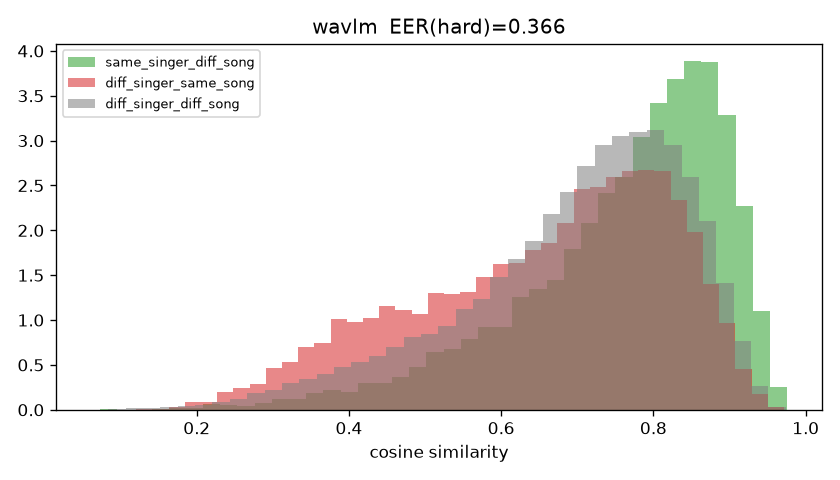 wavlm  EER(hard)=0.366
same_singer_diff_song
diff_singer_same_song
diff_singer_diff_song
4.0
3.5
3.0
2.5
2.0
1.5
1.0
0.5
0.0
0.2 0.4 0.6 0.8 1.0
cosine similarity